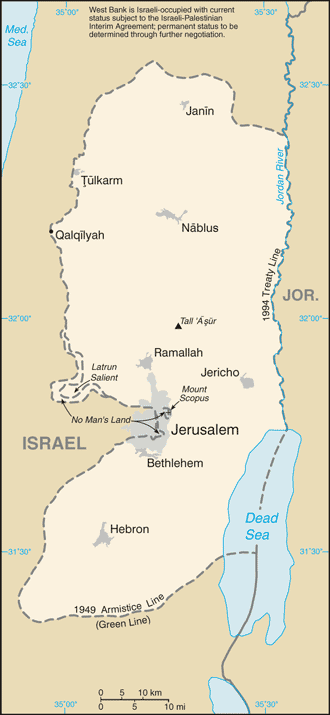 35°00'
35°30'
West Bank is Israeli-occupied with current
status subject to the Israeli-Palestinian
Interim Agreement; permanent status to be
determined through further negotiation.
Med.
Sea
32°30'
32°30'
Janīn
Jordan River
Ţūlkarm
Nāblus
Qalqīlyah
1994 Treaty Line
JOR.
32°00'
32°00'
Tall 'Āşūr
Latrun
Salient
Ramallah
Jericho
Mount
Scopus
No Man's Land
ISRAEL
Jerusalem
Bethlehem
Dead
Sea
Hebron
31°30'
31°30'
1949 Armistice Line
(Green Line)
0 5 10 km
0 5 10 mi
35°00'
35°30'